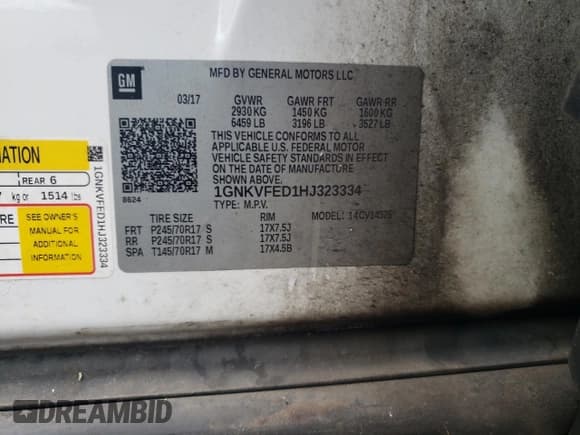 GM
MFD BY GENERAL MOTORS LLC
03/17 GVWR GAWR FRT GAWR RR
2930 KG 1450 KG 1600 KG
6459 LB 3196 LB 3527 LB
THIS VEHICLE CONFORMS TO ALL
APPLICABLE U.S. FEDERAL MOTOR
VEHICLE SAFETY STANDARDS IN EFFECT
ON THE DATE OF MANUFACTURE
SHOWN ABOVE.
1GNKVFED1HJ323334
8624
TYPE: M.P.V. MODEL:
TIRE SIZE RIM
FRT P245/70R17 S 17X7.5J
RR P245/70R17 S 17X7.5J
SPA T145/70R17 M 17X4.5B
MATION
REAR 6
7 kg or 1514 lbs
RE
SEE OWNER'S
MANUAL FOR
ADDITIONAL
INFORMATION
1GNKVFED1HJ323334
DREAMBID